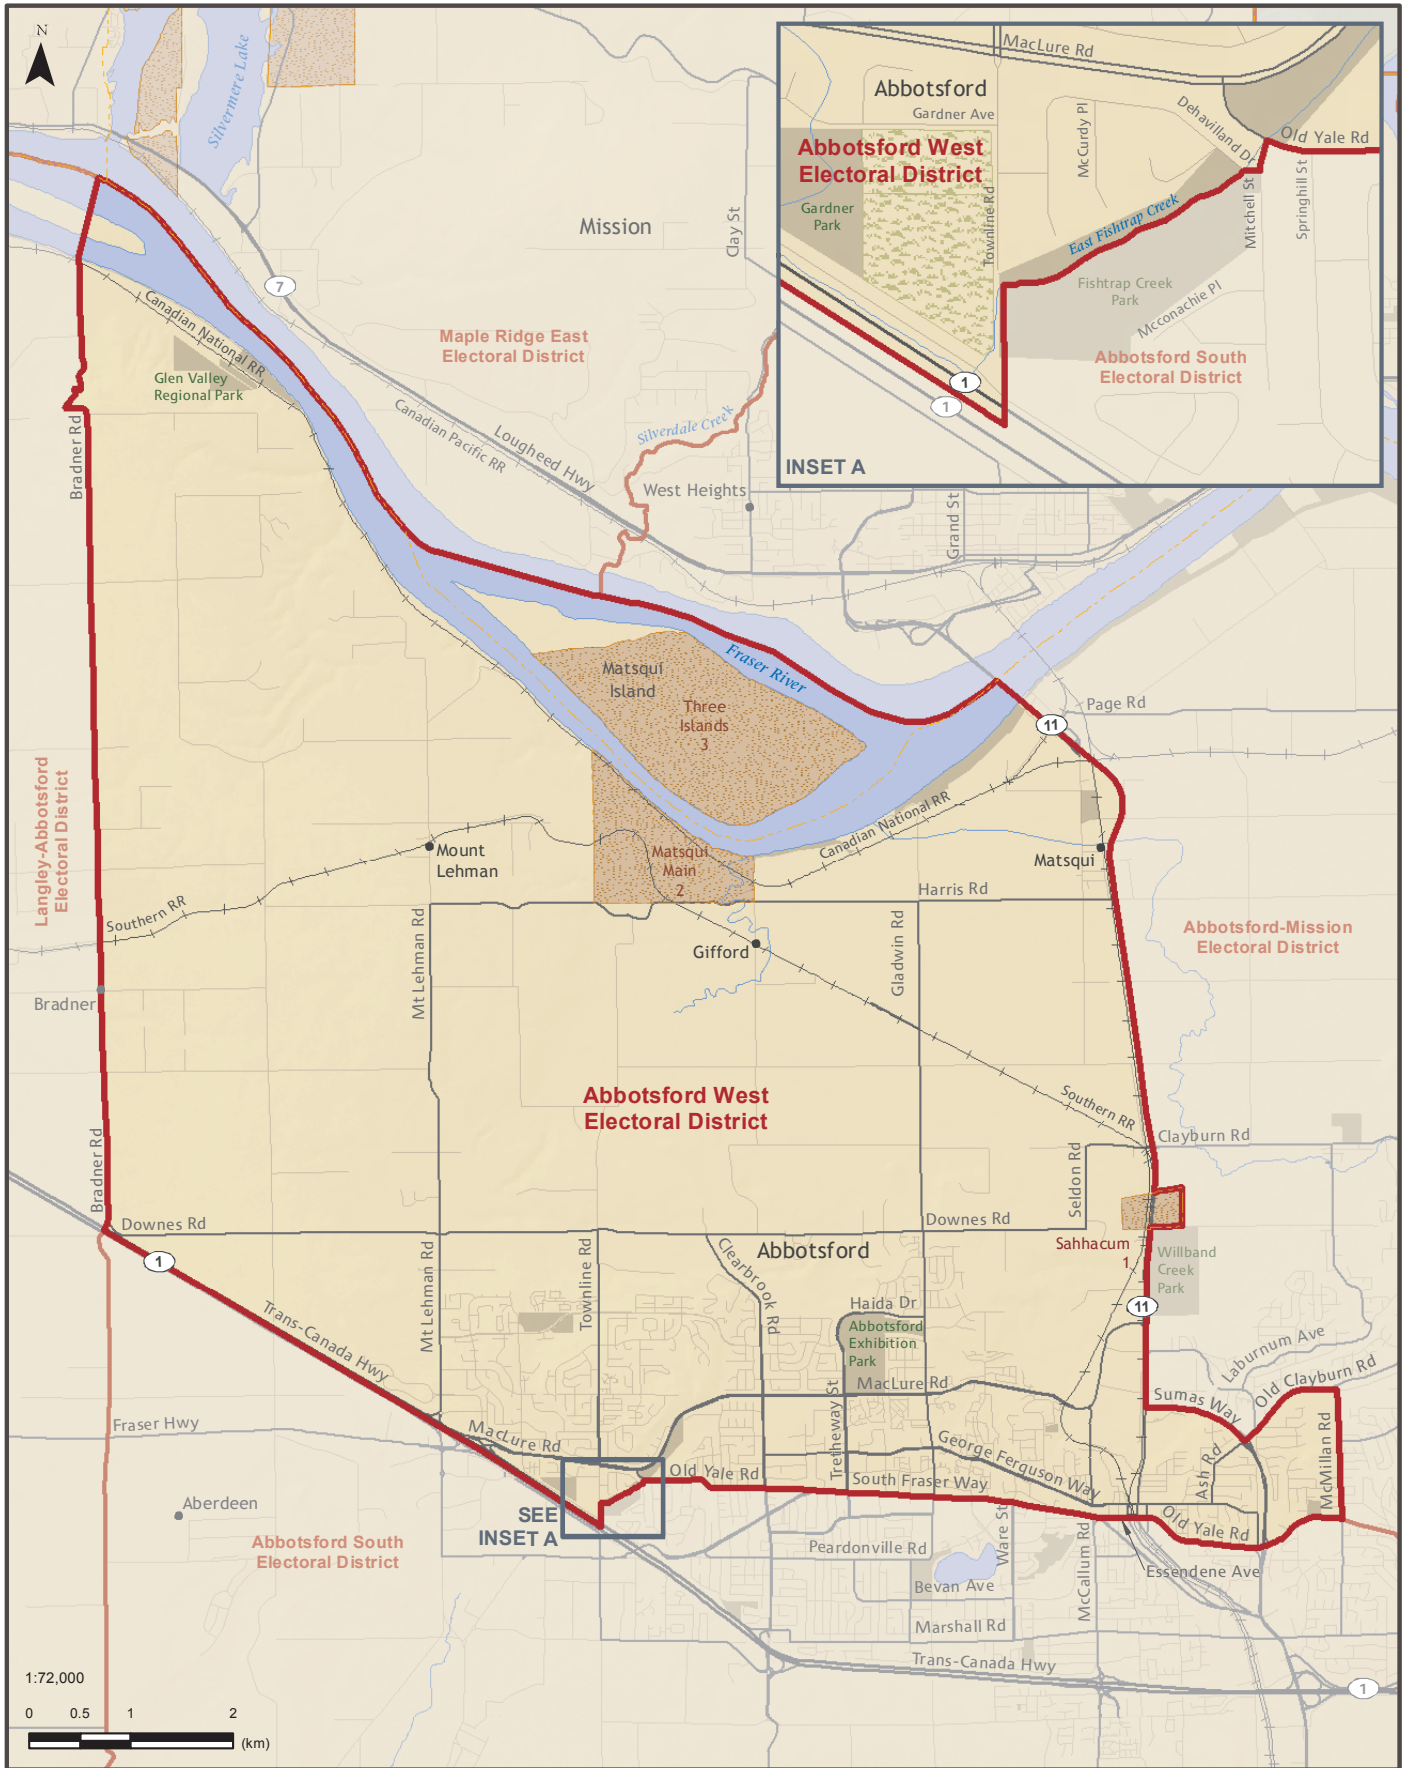 N
Silvermere Lake
MacLure Rd
Abbotsford
Gardner Ave
McCurdy Pl
Dehavilland Dr
Old Yale Rd
Abbotsford West
Electoral District
Gardner
Park
Townline Rd
East Fishtrap Creek
Mitchell St
Springhill St
Fishtrap Creek
Park
Mcconachie Pl
Abbotsford South
Electoral District
1
1
INSET A
Mission
Clay St
7
Canadian National RR
Maple Ridge East
Electoral District
Glen Valley
Regional Park
Bradner Rd
Canadian Pacific RR
Lougheed Hwy
Silverdale Creek
West Heights
Grand St
Matsqui
Island
Fraser River
Three
Islands
3
11
Page Rd
Langley-Abbotsford
Electoral District
Mount
Lehman
Matsqui
Main
2
Canadian National RR
Matsqui
Harris Rd
Southern RR
Mt Lehman Rd
Gifford
Gladwin Rd
Abbotsford-Mission
Electoral District
Bradner
Abbotsford West
Electoral District
Southern RR
Clayburn Rd
Bradner Rd
Seldon Rd
Downes Rd
Downes Rd
Abbotsford
Sahhacum
1
Willband
Creek
Park
1
Mt Lehman Rd
Townline Rd
Clearbrook Rd
Haida Dr
Abbotsford
Exhibition
Park
11
Trans-Canada Hwy
Laburnum Ave
Old Clayburn Rd
MacLure Rd
Tretheway St
Sumas Way
Fraser Hwy
MacLure Rd
George Ferguson Way
McMillan Rd
Ash Rd
Old Yale Rd
South Fraser Way
Aberdeen
SEE
INSET A
Old Yale Rd
Abbotsford South
Electoral District
Peardonville Rd
Ware St
McCallum Rd
Essendene Ave
Bevan Ave
Marshall Rd
Trans-Canada Hwy
1
1:72,000
0 0.5 1 2
(km)